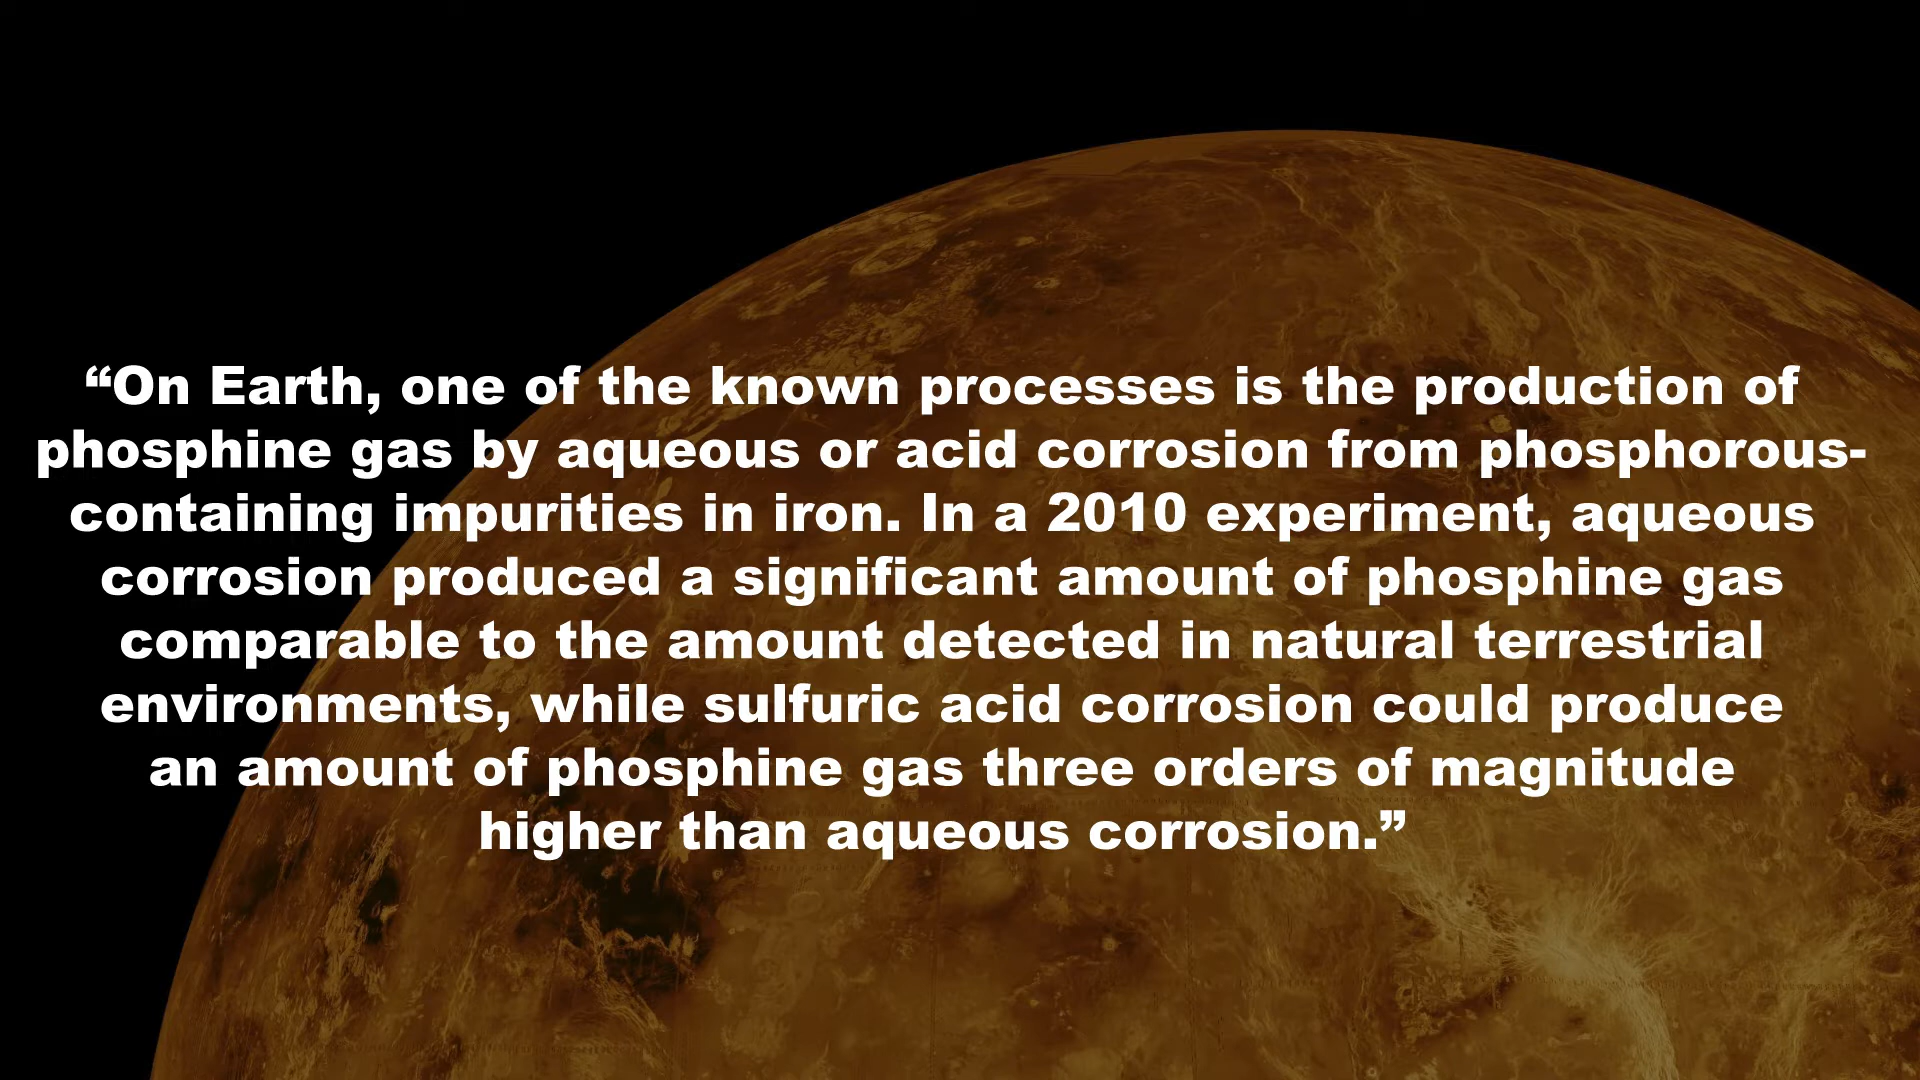 “On Earth, one of the known processes is the production of
phosphine gas by aqueous or acid corrosion from phosphorous-
containing impurities in iron. In a 2010 experiment, aqueous
corrosion produced a significant amount of phosphine gas
comparable to the amount detected in natural terrestrial
environments, while sulfuric acid corrosion could produce
an amount of phosphine gas three orders of magnitude
higher than aqueous corrosion.”